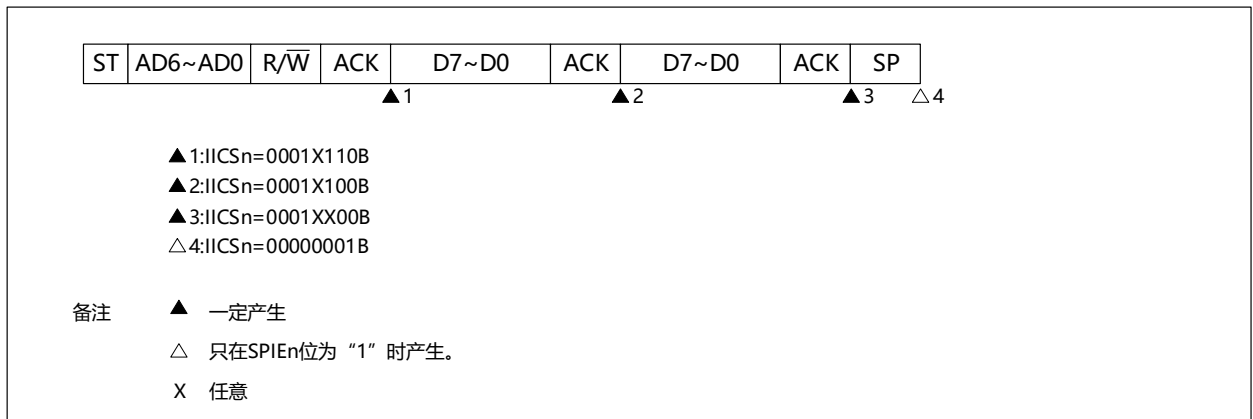 ST AD6~AD0 R/W̅ ACK D7~D0 ACK D7~D0 ACK SP
▲1 ▲2 ▲3 △4
▲1:IICSn=0001X110B
▲2:IICSn=0001X100B
▲3:IICSn=0001XX00B
△4:IICSn=00000001B
备注 ▲ 一定产生
△ 只在SPIEn位为“1”时产生。
X 任意